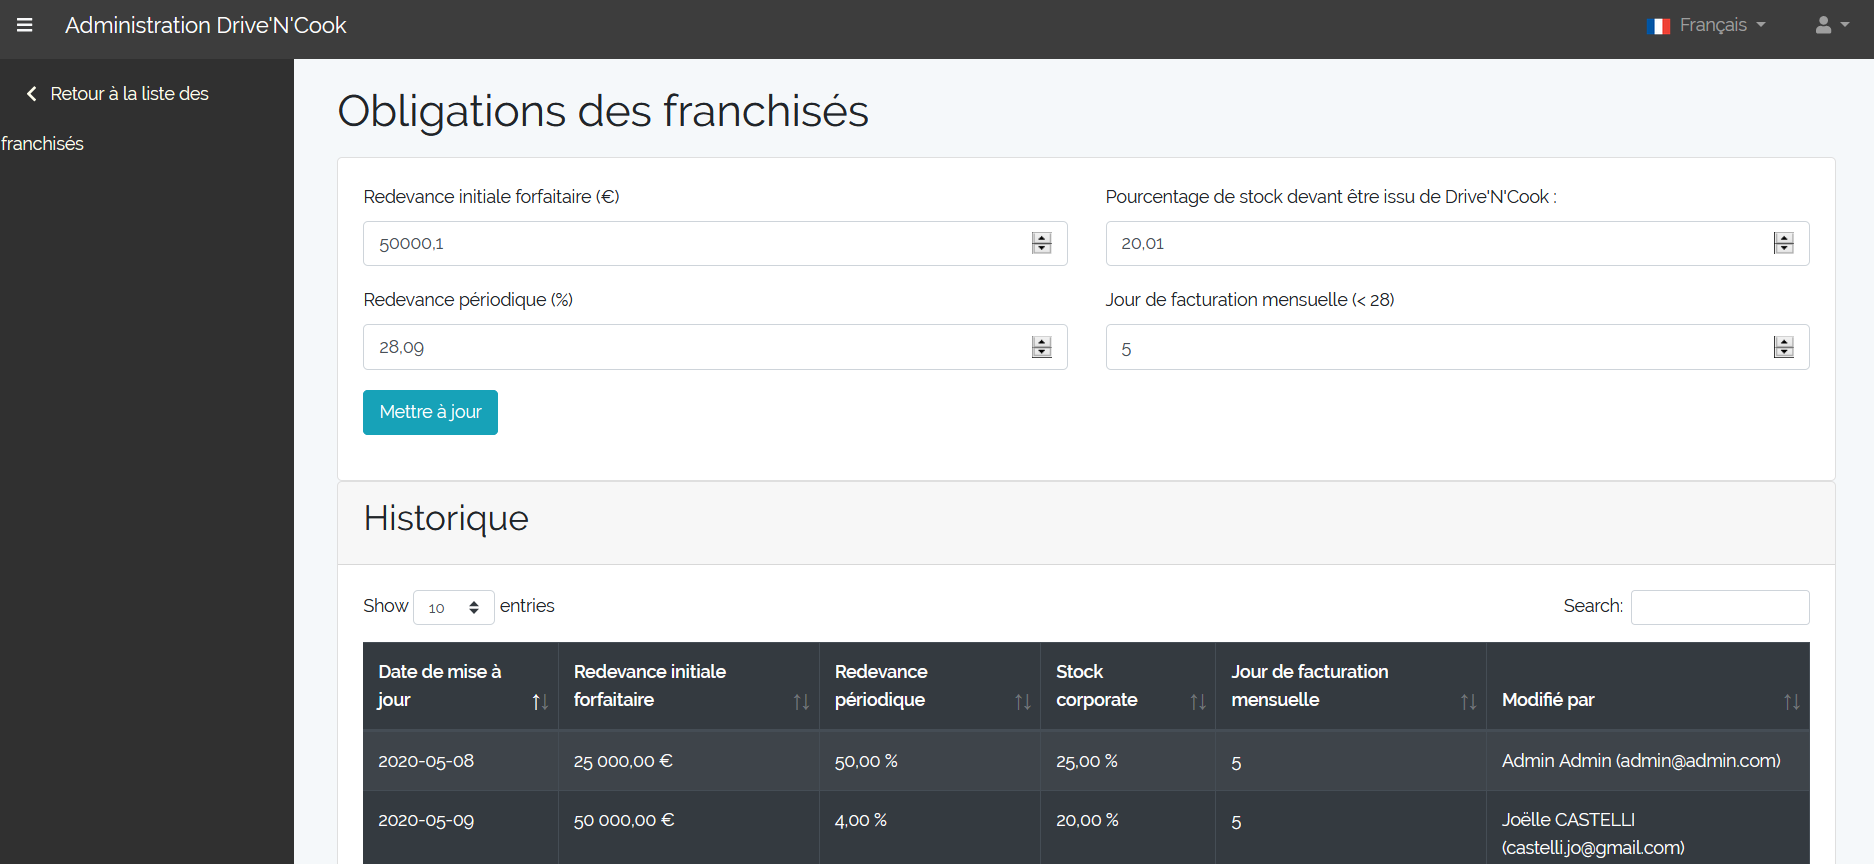 Administration Drive'N'Cook
Français
Retour à la liste des
franchisés
Obligations des franchisés
Redevance initiale forfaitaire (€)
Pourcentage de stock devant être issu de Drive'N'Cook :
50000,1
20,01
Redevance périodique (%)
Jour de facturation mensuelle (< 28)
28,09
5
Mettre à jour
Historique
Show 10 entries
Search:
Date de mise à jour
Redevance initiale forfaitaire
Redevance périodique
Stock corporate
Jour de facturation mensuelle
Modifié par
2020-05-08 25 000,00 € 50,00 % 25,00 % 5 Admin Admin (admin@admin.com)
2020-05-09 50 000,00 € 4,00 % 20,00 % 5 Joëlle CASTELLI
(castelli.jo@gmail.com)